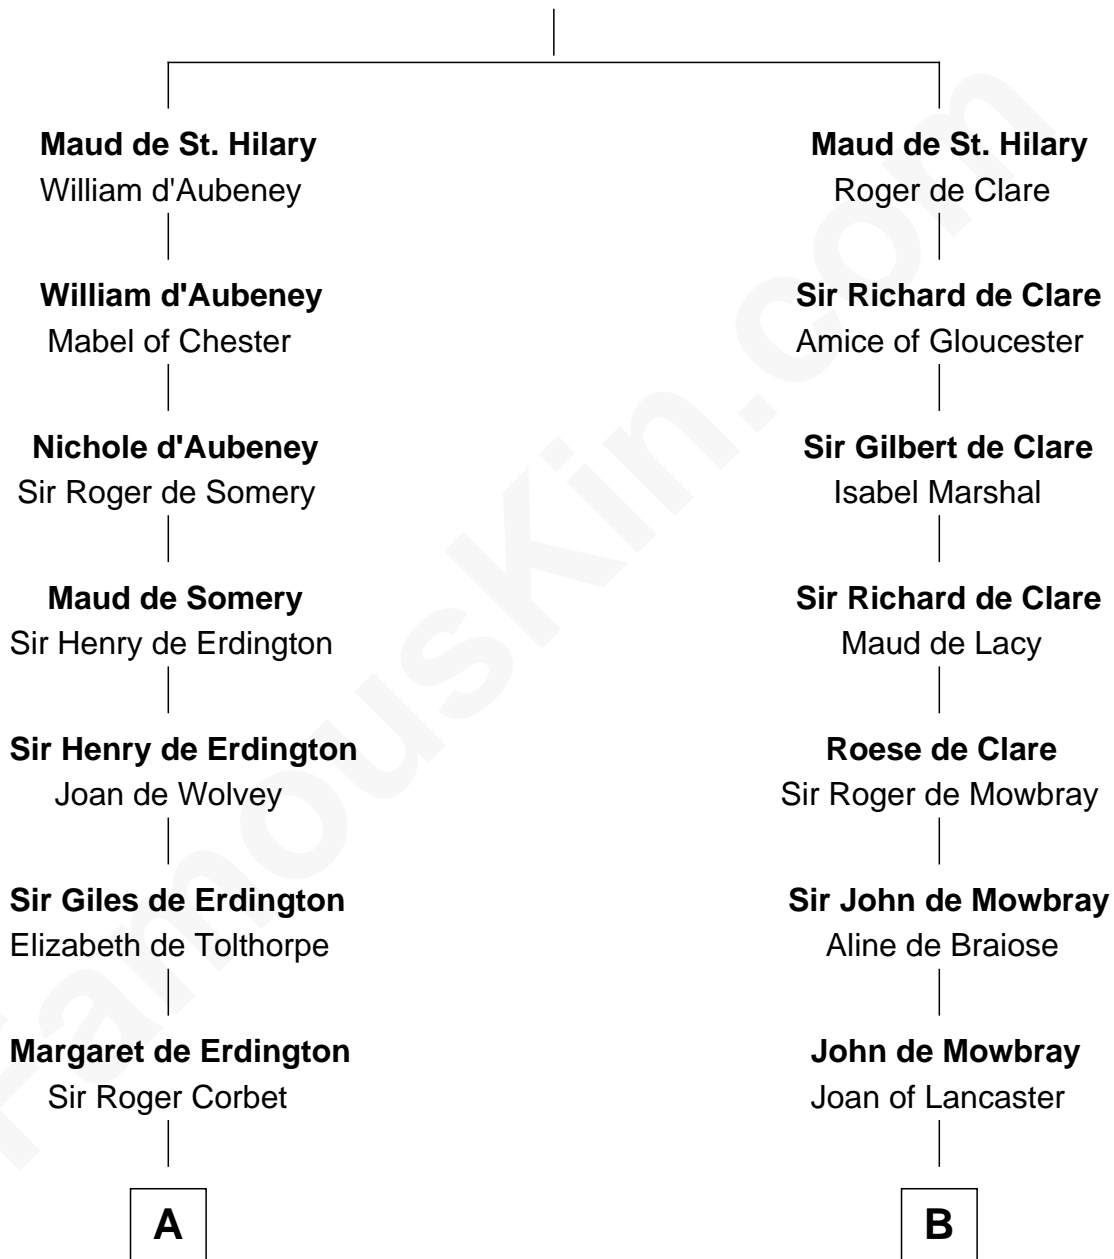 Maud de St. Hilary
William d'Aubeney
William d'Aubeney
Mabel of Chester
Nichole d'Aubeney
Sir Roger de Somery
Maud de Somery
Sir Henry de Erdington
Sir Henry de Erdington
Joan de Wolvey
Sir Giles de Erdington
Elizabeth de Tolthorpe
Margaret de Erdington
Sir Roger Corbet
A
Maud de St. Hilary
Roger de Clare
Sir Richard de Clare
Amice of Gloucester
Sir Gilbert de Clare
Isabel Marshal
Sir Richard de Clare
Maud de Lacy
Roese de Clare
Sir Roger de Mowbray
Sir John de Mowbray
Aline de Braiose
John de Mowbray
Joan of Lancaster
B
FamousKin.com